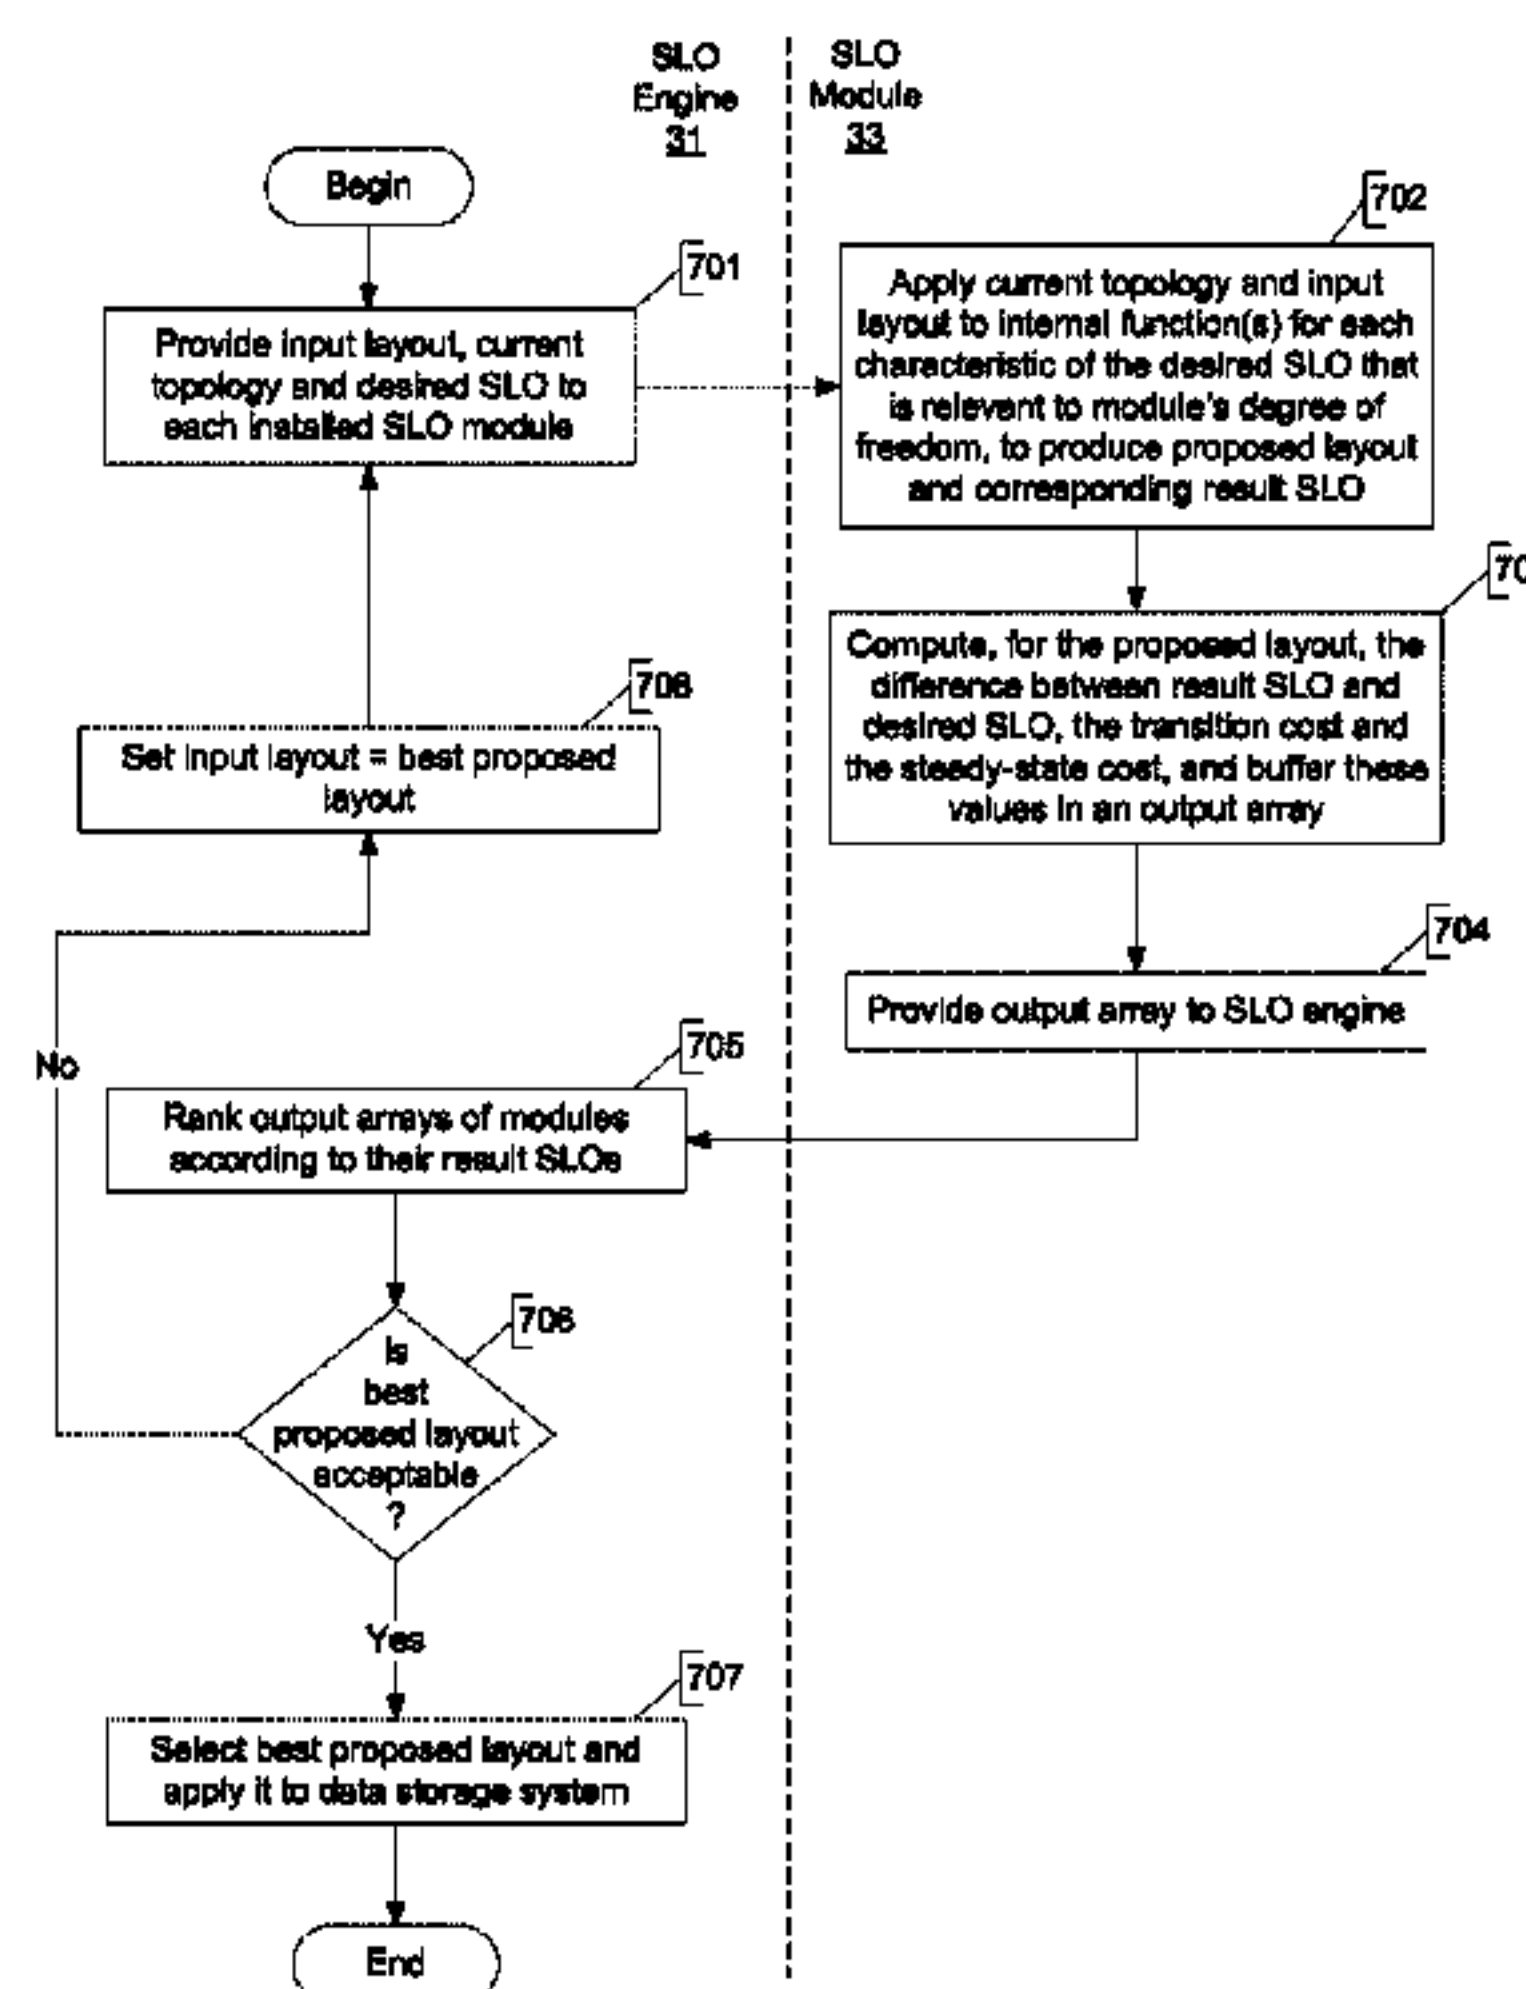 SLO
Engine
31
SLO
Module
33
Begin
701
Provide input layout, current
topology and desired SLO to
each installed SLO module
702
Apply current topology and input
layout to internal function(s) for each
characteristic of the desired SLO that
is relevent to module's degree of
freedom, to produce proposed layout
and corresponding result SLO
70
Compute, for the proposed layout, the
difference between result SLO and
desired SLO, the transition cost and
the steady-state cost, and buffer these
values in an output array
708
Set input layout = best proposed
layout
704
Provide output array to SLO engine
No
705
Rank output arrays of modules
according to their result SLOs
706
Is
best
proposed layout
acceptable
?
Yes
707
Select best proposed layout and
apply it to data storage system
End